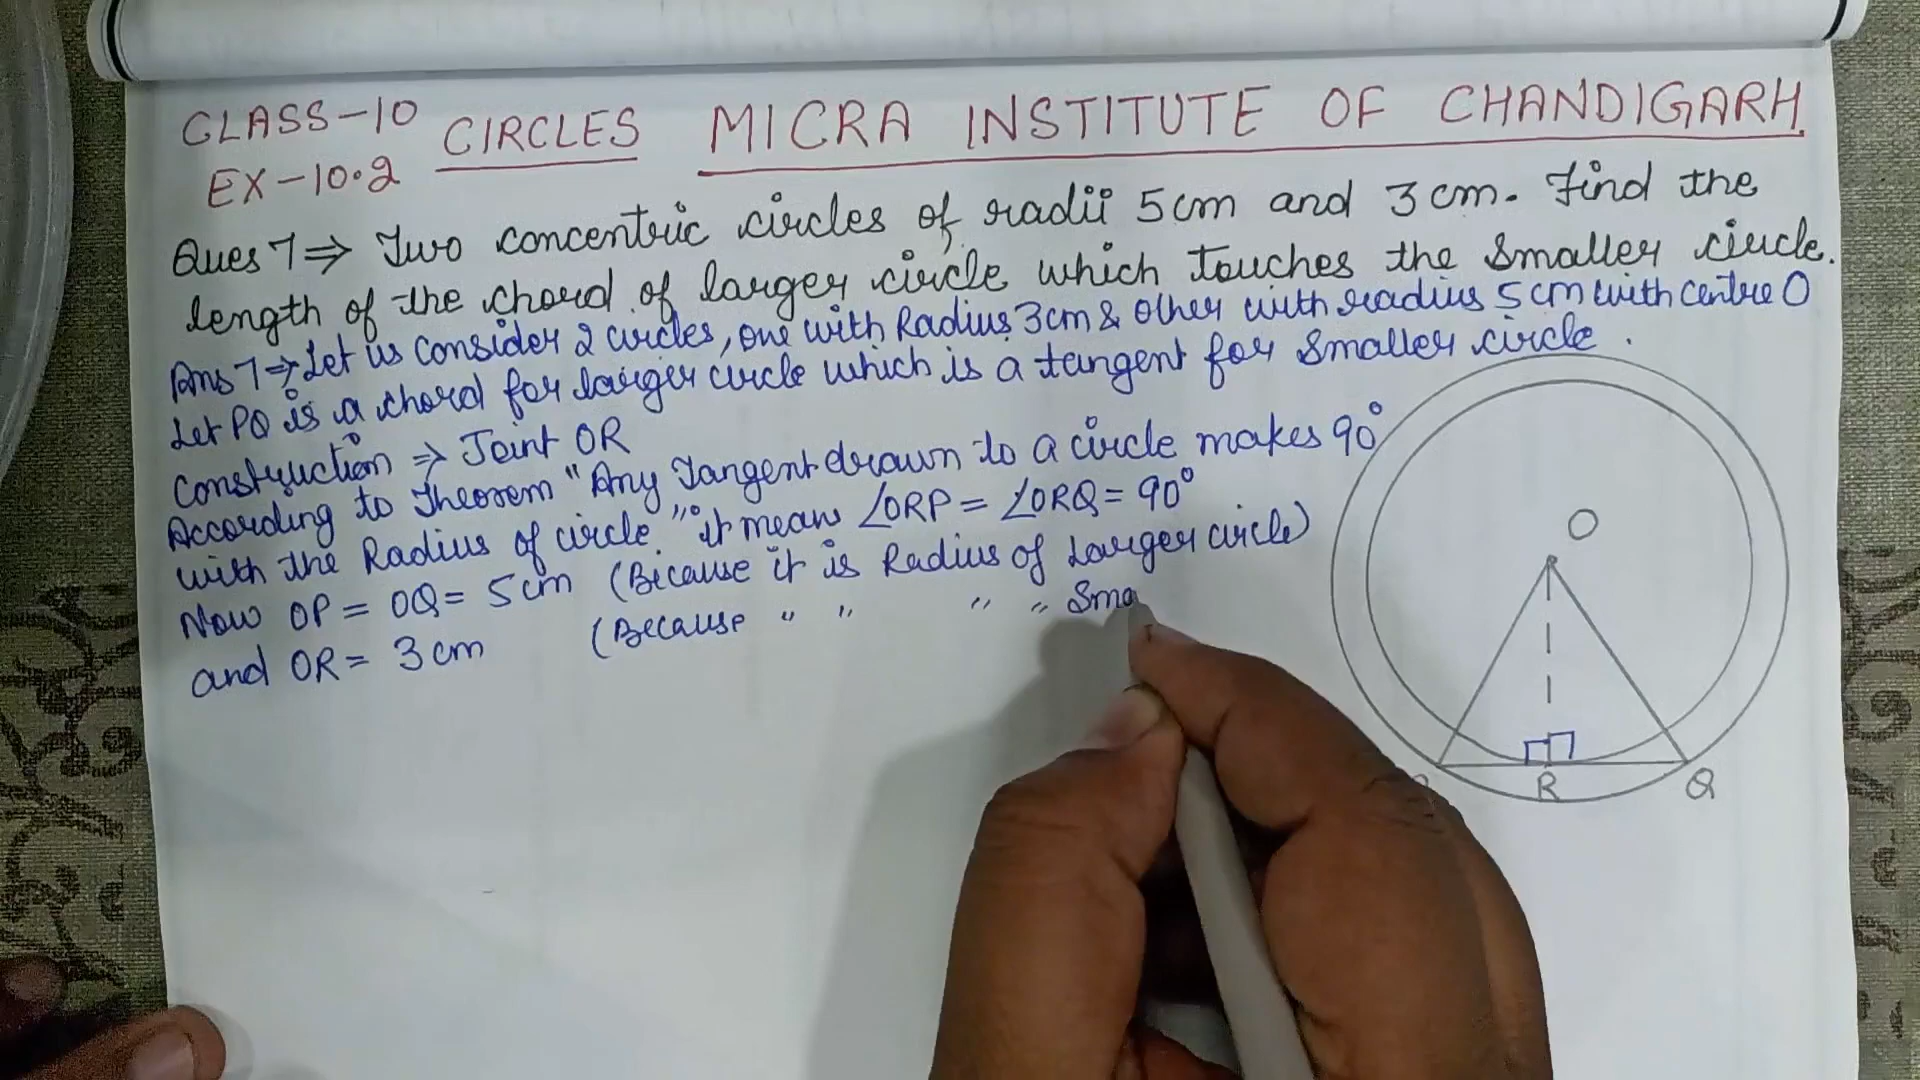 CLASS-10 CIRCLES MICRA INSTITUTE OF CHANDIGARH
EX-10.2
Ques 7⇒ Two concentric circles of radii 5cm and 3cm. Find the
length of the chord of larger circle which touches the smaller circle.
Ans 7⇒ Let us consider 2 circles, one with Radius 3cm & other with radius 5cm with centre O
Let PQ is a chord for larger circle which is a tangent for smaller circle.
Construction ⇒ Joint OR
According to Theorem "Any Tangent drawn to a circle makes 90°
with the Radius of circle." it means ∠ORP = ∠ORQ = 90°
Now OP = OQ = 5cm (Because it is Radius of Larger circle)
and OR = 3cm (Because " " " " Sma
O
R
Q